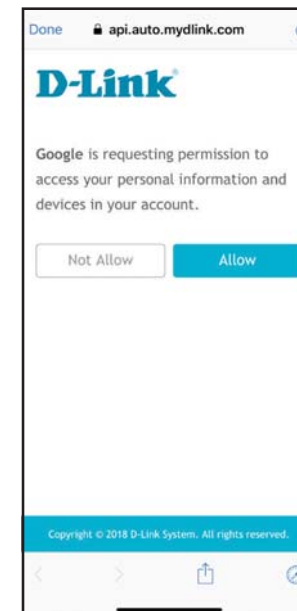 Done api.auto.mydlink.com
D-Link
Google is requesting permission to
access your personal information and
devices in your account.
Not Allow Allow
Copyright © 2018 D-Link System. All rights reserved.